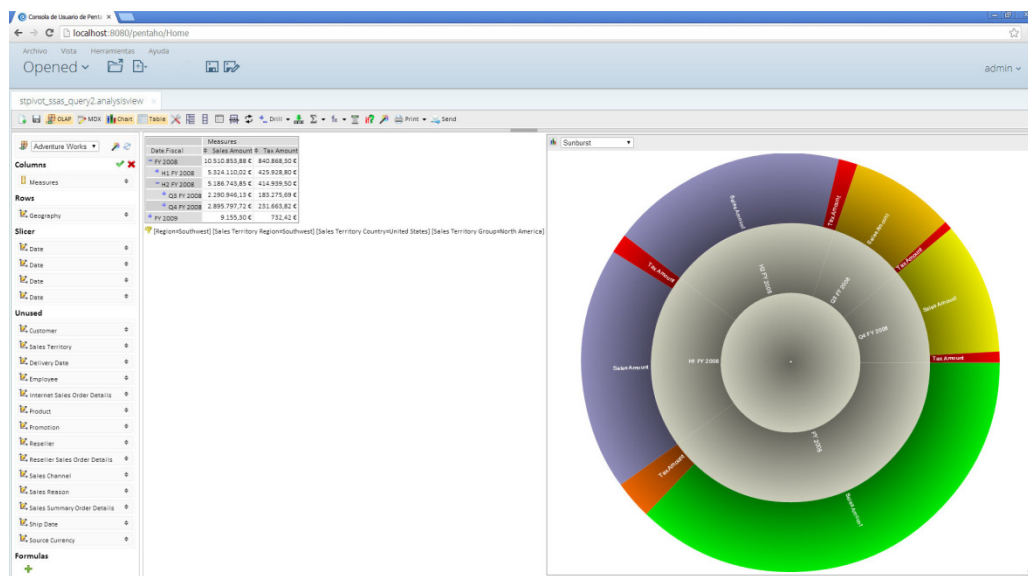 Consola de Usuario de Penta
localhost:8080/pentaho/Home
Archivo Vista Herramientas Ayuda
Opened
admin
stpivot_ssas_query2.analysisview
OLAP MDX Chart Table Drill Σ fx Print Send
Adventure Works
Columns
Measures
Rows
Geography
Slicer
Date
Date
Date
Date
Unused
Customer
Sales Territory
Delivery Date
Employee
Internet Sales Order Details
Product
Promotion
Reseller
Reseller Sales Order Details
Sales Channel
Sales Reason
Sales Summary Order Details
Ship Date
Source Currency
Formulas
Measures
Date.Fiscal Sales Amount Tax Amount
FY 2008 10.510.853,88 € 840.868,30 €
H1 FY 2008 5.324.110,02 € 425.928,80 €
H2 FY 2008 5.186.743,85 € 414.939,50 €
Q3 FY 2008 2.290.946,13 € 183.275,69 €
Q4 FY 2008 2.895.797,72 € 231.663,82 €
FY 2009 9.155,30 € 732,42 €
[Region=Southwest] [Sales Territory Region=Southwest] [Sales Territory Country=United States] [Sales Territory Group=North America]
Sunburst
Sales Amount
Tax Amount
Sales Amount
Tax Amount
Sales Amount
Tax Amount
Sales Amount
Tax Amount
Sales Amount
Tax Amount
H2 FY 2008
Q3 FY 2008
Q4 FY 2008
H1 FY 2008
FY 2008